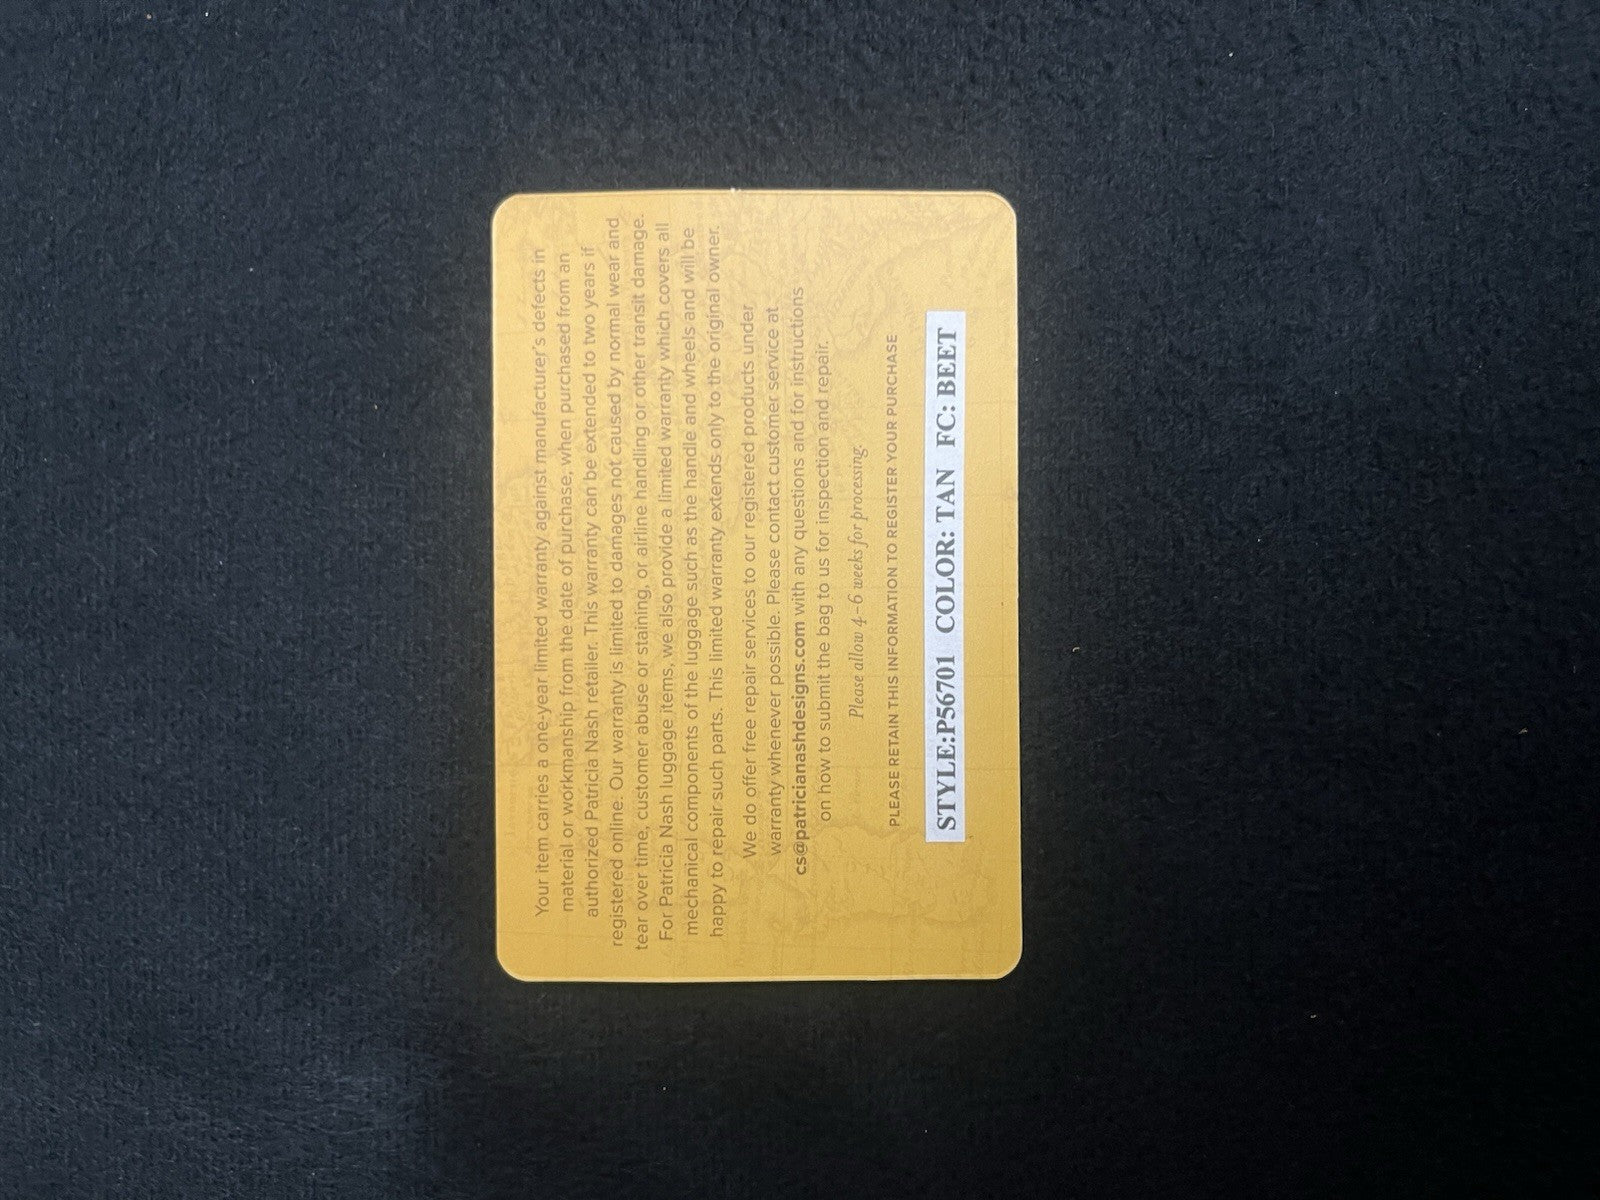 Your item carries a one-year limited warranty against manufacturer's defects in
material or workmanship from the date of purchase, when purchased from an
authorized Patricia Nash retailer. This warranty can be extended to two years if
registered online. Our warranty is limited to damages not caused by normal wear and
tear over time, customer abuse or staining, or airline handling or other transit damage.
For Patricia Nash luggage items, we also provide a limited warranty which covers all
mechanical components of the luggage such as the handle and wheels and will be
happy to repair such parts. This limited warranty extends only to the original owner.
We do offer free repair services to our registered products under
warranty whenever possible. Please contact customer service at
cs@patricianashdesigns.com with any questions and for instructions
on how to submit the bag to us for inspection and repair.
Please allow 4-6 weeks for processing.
PLEASE RETAIN THIS INFORMATION TO REGISTER YOUR PURCHASE
STYLE:P56701 COLOR: TAN FC: BEET